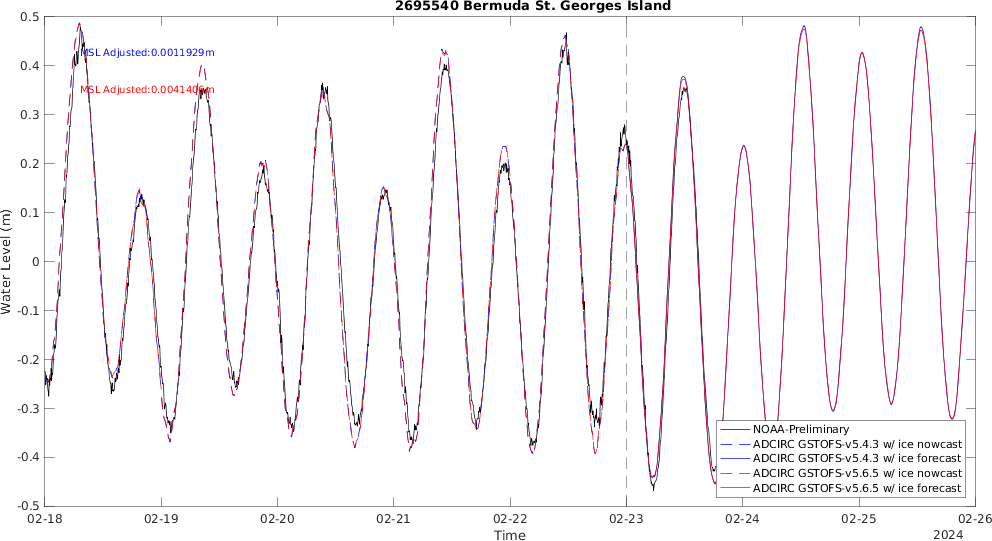 2695540 Bermuda St. Georges Island
MSL Adjusted:0.0011929m
MSL Adjusted:0.0041406m
Water Level (m)
0.5
0.4
0.3
0.2
0.1
0
-0.1
-0.2
-0.3
-0.4
-0.5
NOAA-Preliminary
ADCIRC GSTOFS-v5.4.3 w/ ice nowcast
ADCIRC GSTOFS-v5.4.3 w/ ice forecast
ADCIRC GSTOFS-v5.6.5 w/ ice nowcast
ADCIRC GSTOFS-v5.6.5 w/ ice forecast
02-18 02-19 02-20 02-21 02-22 02-23 02-24 02-25 02-26
Time
2024